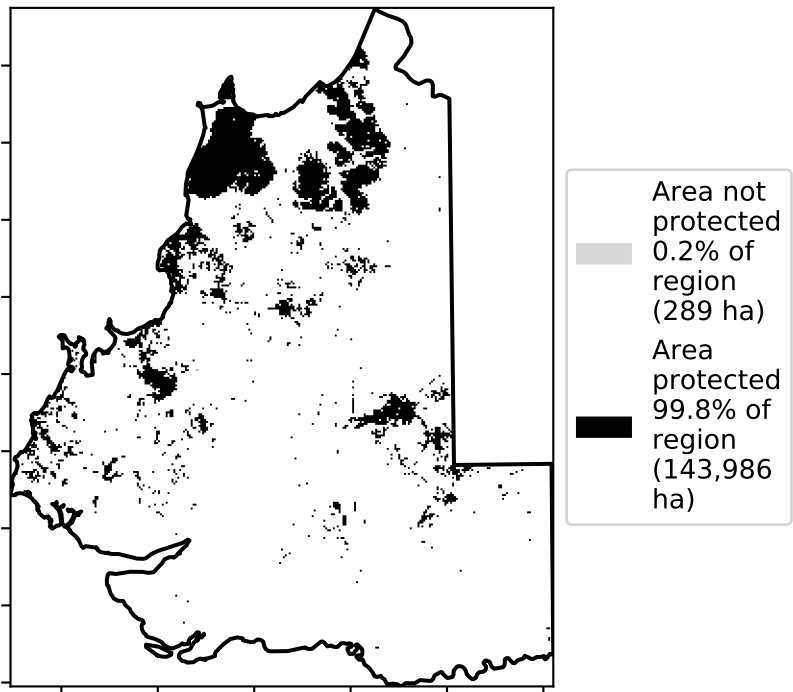 Area not
protected
0.2% of
region
(289 ha)
Area
protected
99.8% of
region
(143,986
ha)